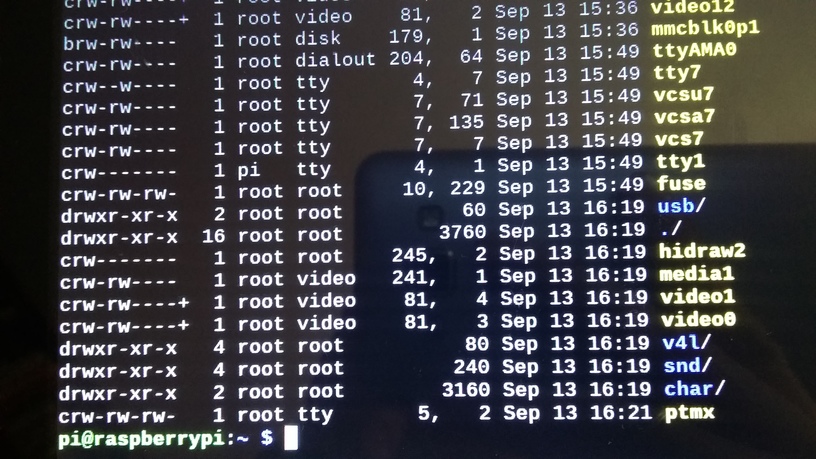 crw-rw----+ 1 root video
crw-rw----+ 1 root video 81, 2 Sep 13 15:36 video12
brw-rw---- 1 root disk 179, 1 Sep 13 15:36 mmcblk0p1
crw-rw---- 1 root dialout 204, 64 Sep 13 15:49 ttyAMA0
crw--w---- 1 root tty 4, 7 Sep 13 15:49 tty7
crw-rw---- 1 root tty 7, 71 Sep 13 15:49 vcsu7
crw-rw---- 1 root tty 7, 135 Sep 13 15:49 vcsa7
crw-rw---- 1 root tty 7, 7 Sep 13 15:49 vcs7
crw------- 1 pi tty 4, 1 Sep 13 15:49 tty1
crw-rw-rw- 1 root root 10, 229 Sep 13 15:49 fuse
drwxr-xr-x 2 root root 60 Sep 13 16:19 usb/
drwxr-xr-x 16 root root 3760 Sep 13 16:19 ./
crw------- 1 root root 245, 2 Sep 13 16:19 hidraw2
crw-rw---- 1 root video 241, 1 Sep 13 16:19 media1
crw-rw----+ 1 root video 81, 4 Sep 13 16:19 video1
crw-rw----+ 1 root video 81, 3 Sep 13 16:19 video0
drwxr-xr-x 4 root root 80 Sep 13 16:19 v4l/
drwxr-xr-x 4 root root 240 Sep 13 16:19 snd/
drwxr-xr-x 2 root root 3160 Sep 13 16:19 char/
crw-rw-rw- 1 root tty 5, 2 Sep 13 16:21 ptmx
pi@raspberrypi:~ $